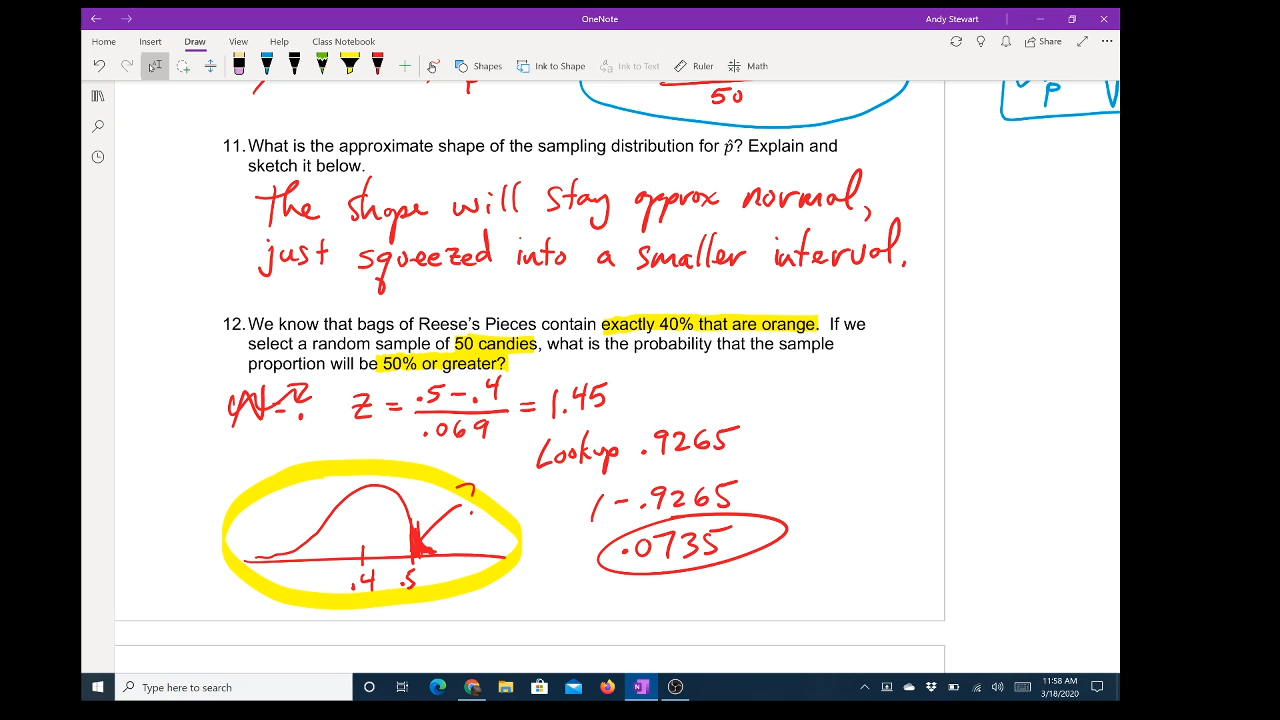 OneNote
Andy Stewart
Home Insert Draw View Help Class Notebook
Share
Shapes Ink to Shape Ink to Text Ruler Math
50
p
11. What is the approximate shape of the sampling distribution for p̂? Explain and
sketch it below.
The shape will stay approx normal,
just squeezed into a smaller interval.
12. We know that bags of Reese's Pieces contain exactly 40% that are orange. If we
select a random sample of 50 candies, what is the probability that the sample
proportion will be 50% or greater?
Z = .5 - .4 / .069 = 1.45
Lookup .9265
1 - .9265
.0735
?
.4 .5
Type here to search
11:58 AM
3/18/2020